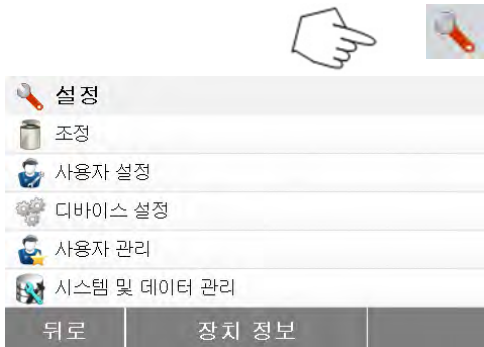 설정
조정
사용자 설정
디바이스 설정
사용자 관리
시스템 및 데이터 관리
뒤로 장치 정보